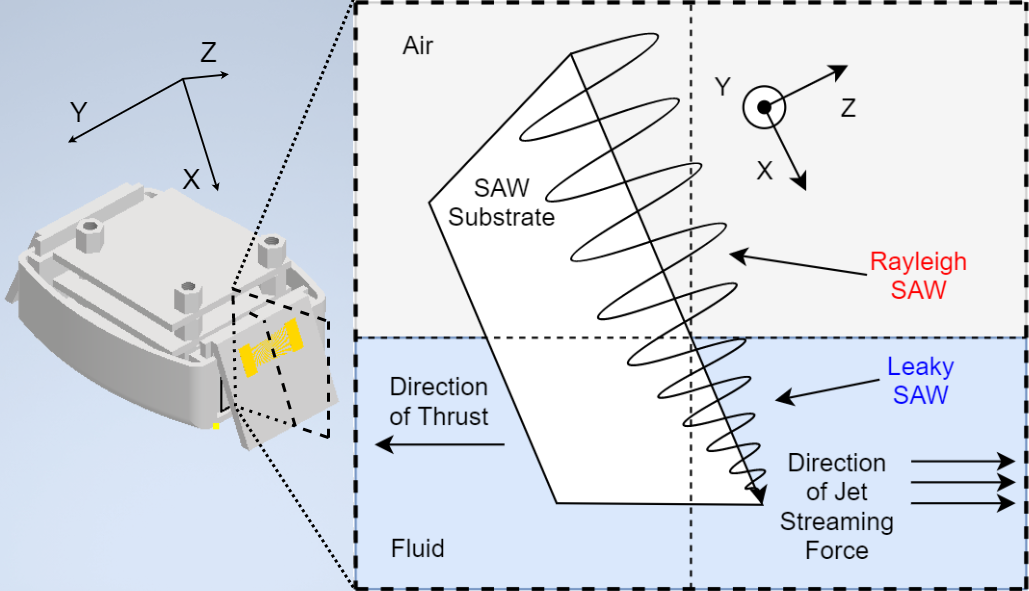 Z
Y
X
Air
Y
Z
X
SAW
Substrate
Rayleigh
SAW
Leaky
SAW
Direction
of Thrust
Direction
of Jet
Streaming
Force
Fluid